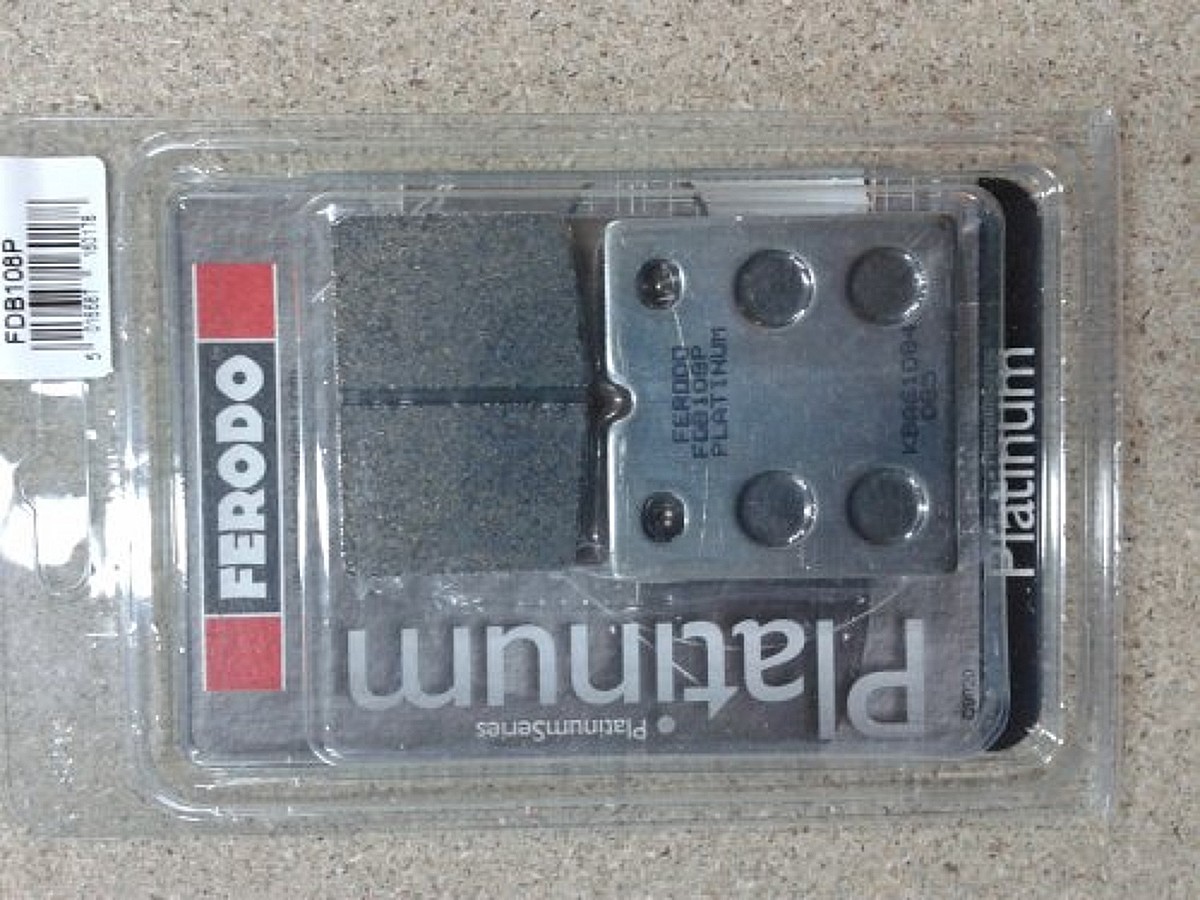 FDB108P
FERODO
FERODO
FDB108P
PLATINUM
Platinum
Platinum
PlatinumSeries